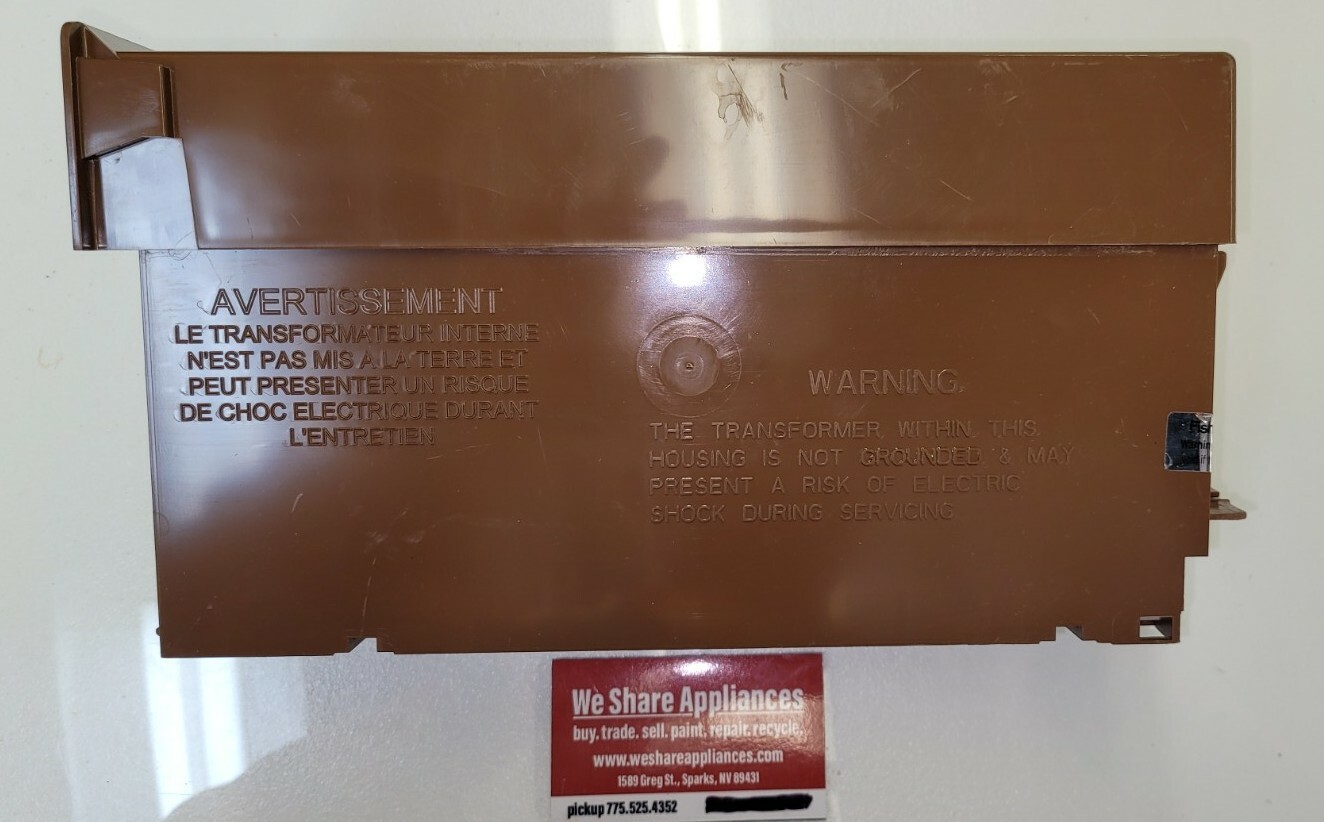 AVERTISSEMENT
LE TRANSFORMATEUR INTERNE
N'EST PAS MIS A LA TERRE ET
PEUT PRESENTER UN RISQUE
DE CHOC ELECTRIQUE DURANT
L'ENTRETIEN
WARNING
THE TRANSFORMER WITHIN THIS
HOUSING IS NOT GROUNDED & MAY
PRESENT A RISK OF ELECTRIC
SHOCK DURING SERVICING
We Share Appliances
buy. trade. sell. paint. repair. recycle.
www.weshareappliances.com
1589 Greg St., Sparks, NV 89431
pickup 775.525.4352